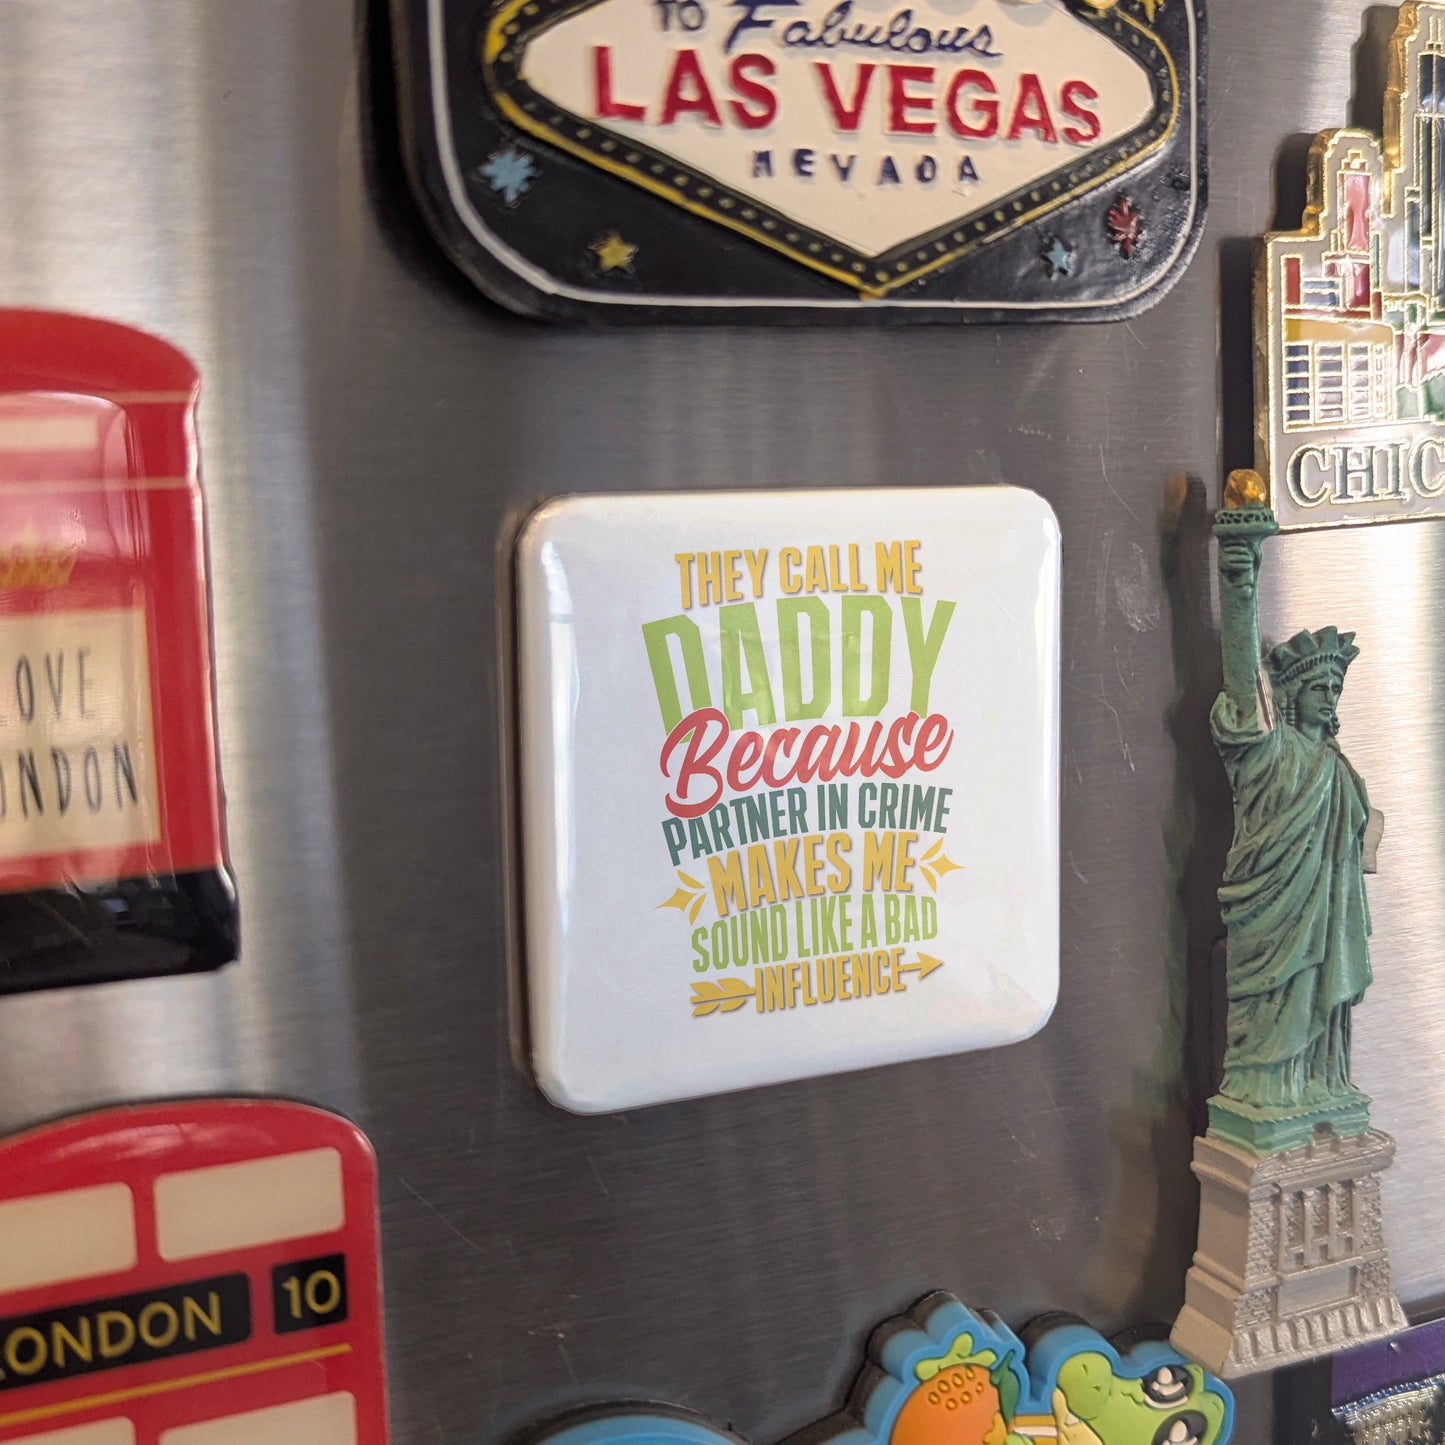 TO Fabulous
LAS VEGAS
NEVADA
CHIC
THEY CALL ME
DADDY
Because
PARTNER IN CRIME
MAKES ME
SOUND LIKE A BAD
INFLUENCE
LOVE
LONDON
LONDON 10